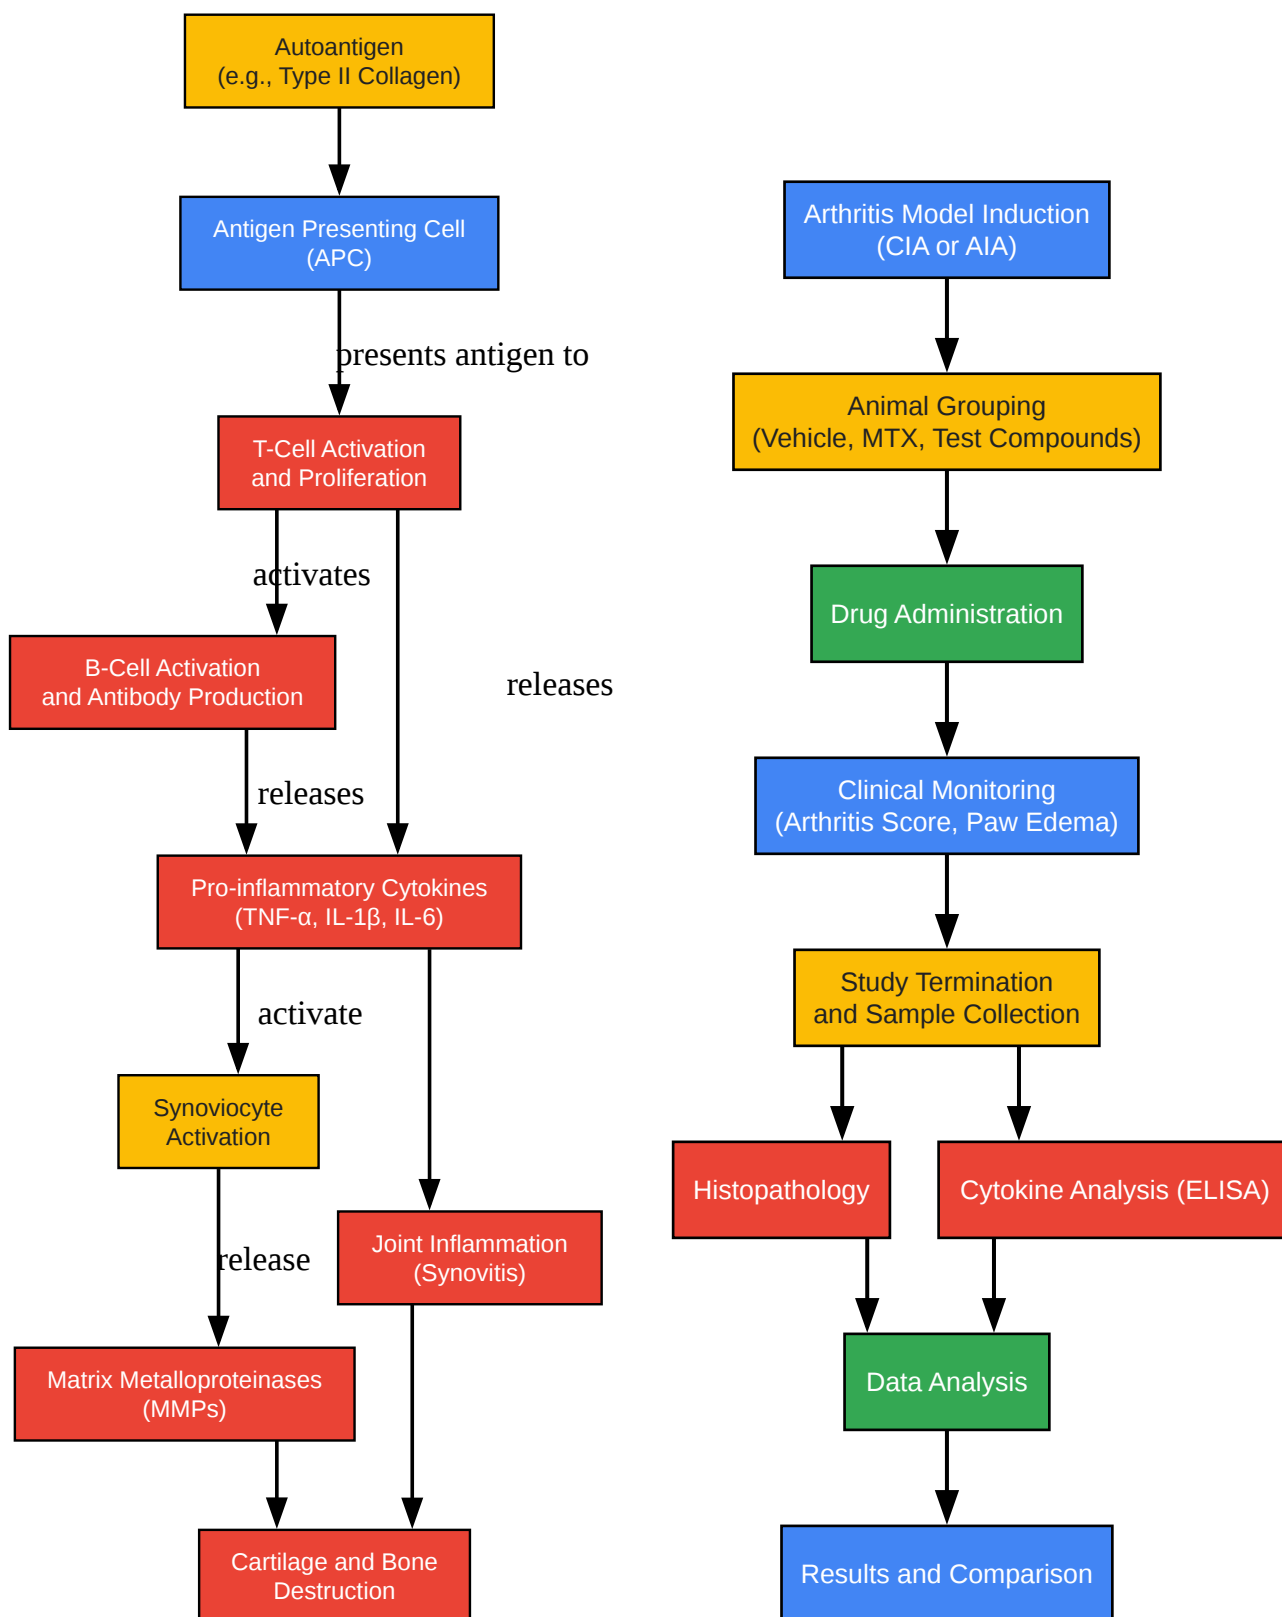 Autoantigen
(e.g., Type II Collagen)
Antigen Presenting Cell
(APC)
presents antigen to
T-Cell Activation
and Proliferation
activates
B-Cell Activation
and Antibody Production
releases
releases
Pro-inflammatory Cytokines
(TNF-α, IL-1β, IL-6)
activate
Synoviocyte
Activation
release
Joint Inflammation
(Synovitis)
Matrix Metalloproteinases
(MMPs)
Cartilage and Bone
Destruction
Arthritis Model Induction
(CIA or AIA)
Animal Grouping
(Vehicle, MTX, Test Compounds)
Drug Administration
Clinical Monitoring
(Arthritis Score, Paw Edema)
Study Termination
and Sample Collection
Histopathology
Cytokine Analysis (ELISA)
Data Analysis
Results and Comparison